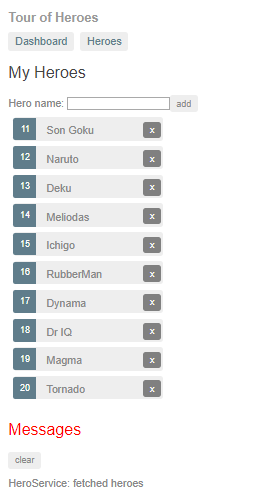 Tour of Heroes
Dashboard Heroes
My Heroes
Hero name: add
11 Son Goku x
12 Naruto x
13 Deku x
14 Meliodas x
15 Ichigo x
16 RubberMan x
17 Dynama x
18 Dr IQ x
19 Magma x
20 Tornado x
Messages
clear
HeroService: fetched heroes